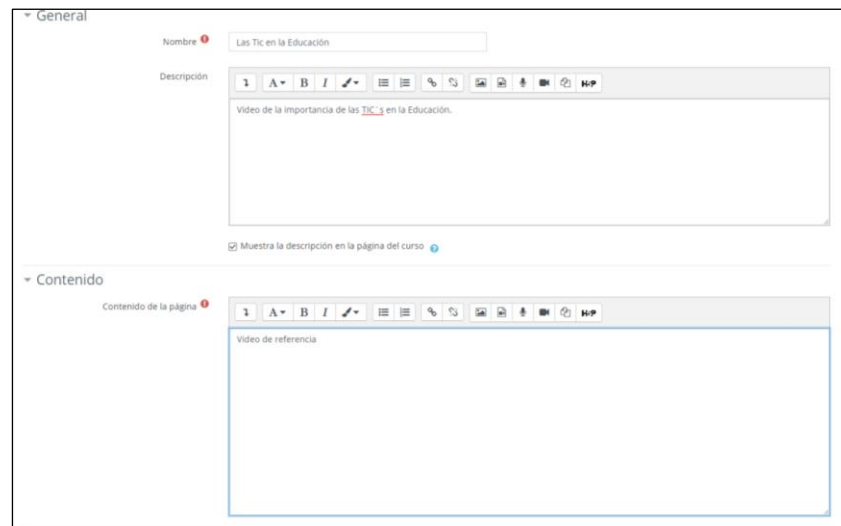 General
Nombre
Las Tic en la Educación
Descripción
A B I H-P
Video de la importancia de las TIC`s en la Educación.
Muestra la descripción en la página del curso
Contenido
Contenido de la página
A B I H-P
Video de referencia